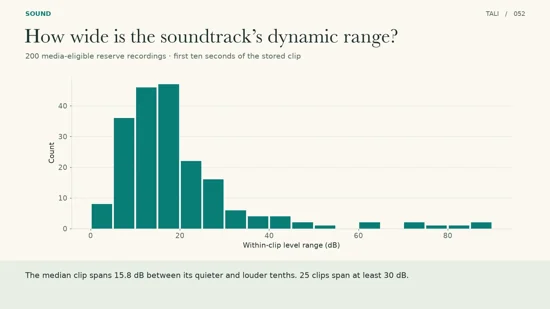 SOUND
TALI / 052
How wide is the soundtrack's dynamic range?
200 media-eligible reserve recordings · first ten seconds of the stored clip
40
30
20
10
0
Count
0 20 40 60 80
Within-clip level range (dB)
The median clip spans 15.8 dB between its quieter and louder tenths. 25 clips span at least 30 dB.